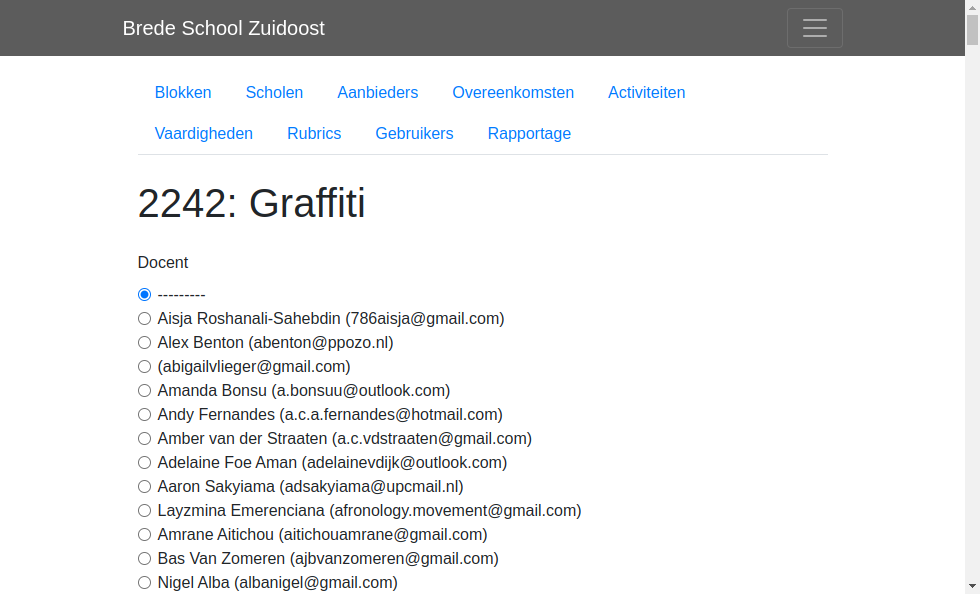 Brede School Zuidoost
Blokken Scholen Aanbieders Overeenkomsten Activiteiten
Vaardigheden Rubrics Gebruikers Rapportage
2242: Graffiti
Docent
---------
Aisja Roshanali-Sahebdin (786aisja@gmail.com)
Alex Benton (abenton@ppozo.nl)
(abigailvlieger@gmail.com)
Amanda Bonsu (a.bonsuu@outlook.com)
Andy Fernandes (a.c.a.fernandes@hotmail.com)
Amber van der Straaten (a.c.vdstraaten@gmail.com)
Adelaine Foe Aman (adelainevdijk@outlook.com)
Aaron Sakyiama (adsakyiama@upcmail.nl)
Layzmina Emerenciana (afronology.movement@gmail.com)
Amrane Aitichou (aitichouamrane@gmail.com)
Bas Van Zomeren (ajbvanzomeren@gmail.com)
Nigel Alba (albanigel@gmail.com)